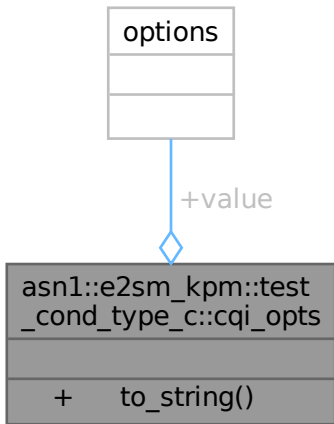 options
+value
asn1::e2sm_kpm::test
_cond_type_c::cqi_opts
+ to_string()